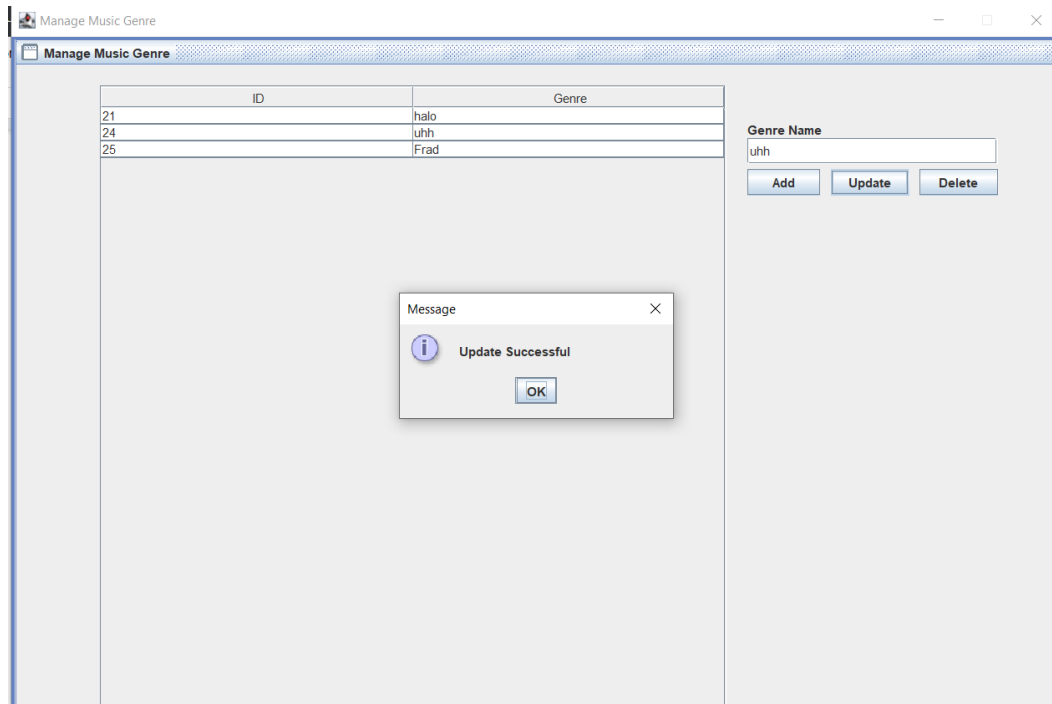 Manage Music Genre
Manage Music Genre
ID Genre
21 halo
24 uhh
25 Frad
Genre Name
uhh
Add Update Delete
Message
i
Update Successful
OK